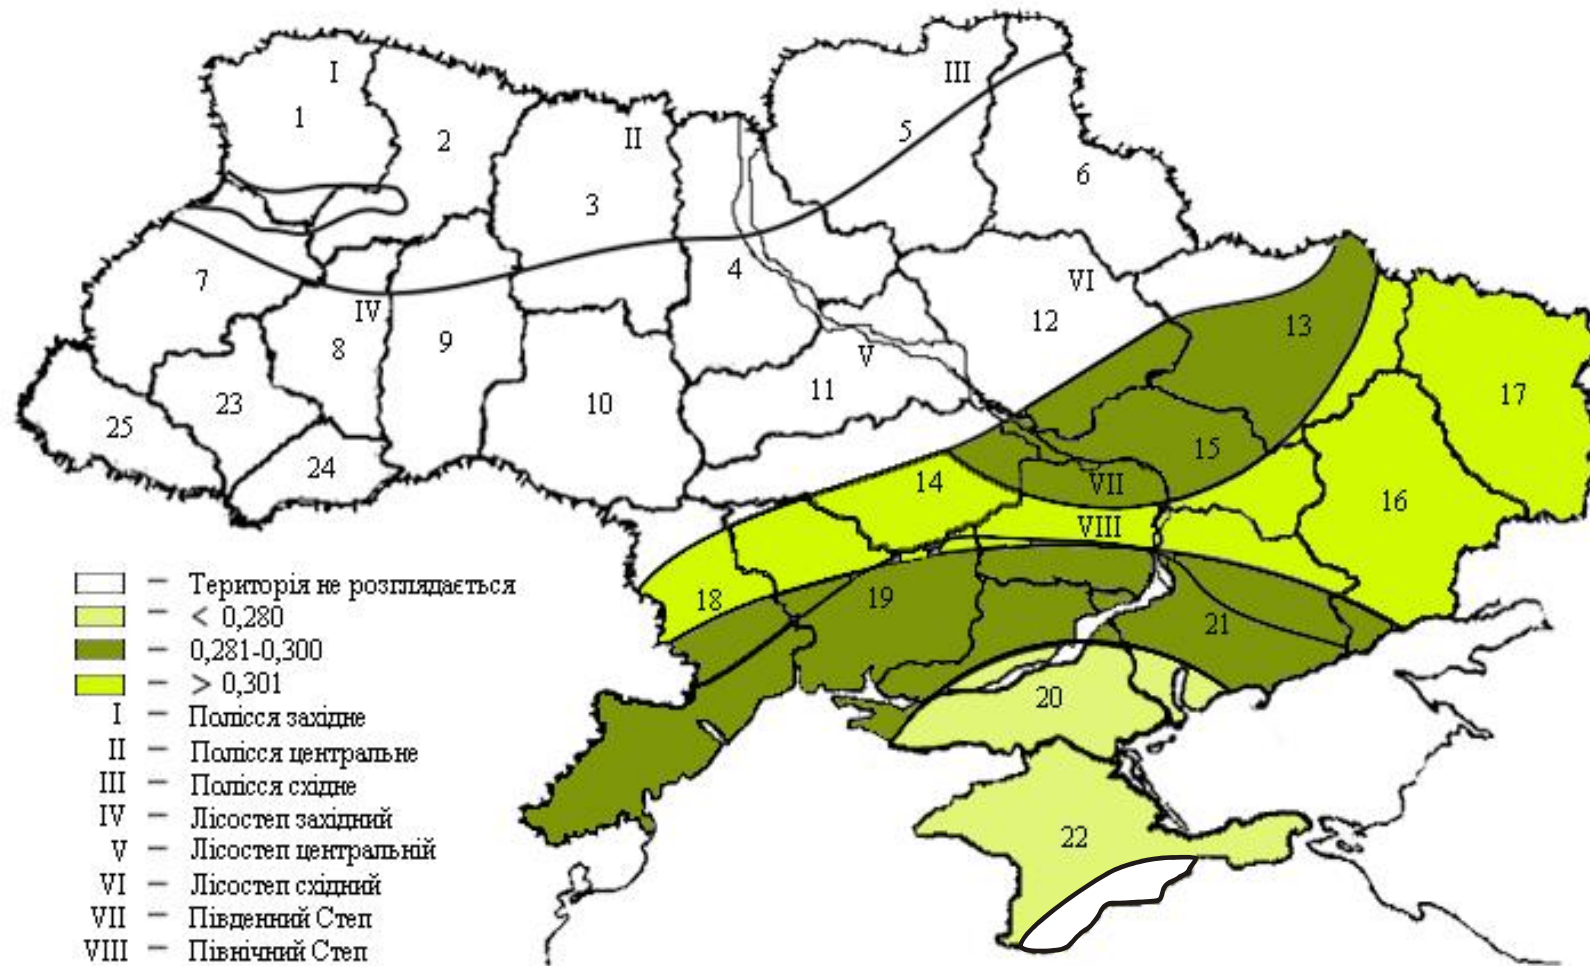 I
III
1
5
2
II
6
3
7
4
VI
IV
12
13
8
9
V
11
17
23
10
25
15
24
14
VII
16
VIII
18
19
21
20
22
— Територія не розглядається
— < 0,280
— 0,281-0,300
— > 0,301
I — Полісся західне
II — Полісся центральне
III — Полісся східне
IV — Лісостеп західний
V — Лісостеп центральній
VI — Лісостеп східний
VII — Південний Степ
VIII — Північний Степ